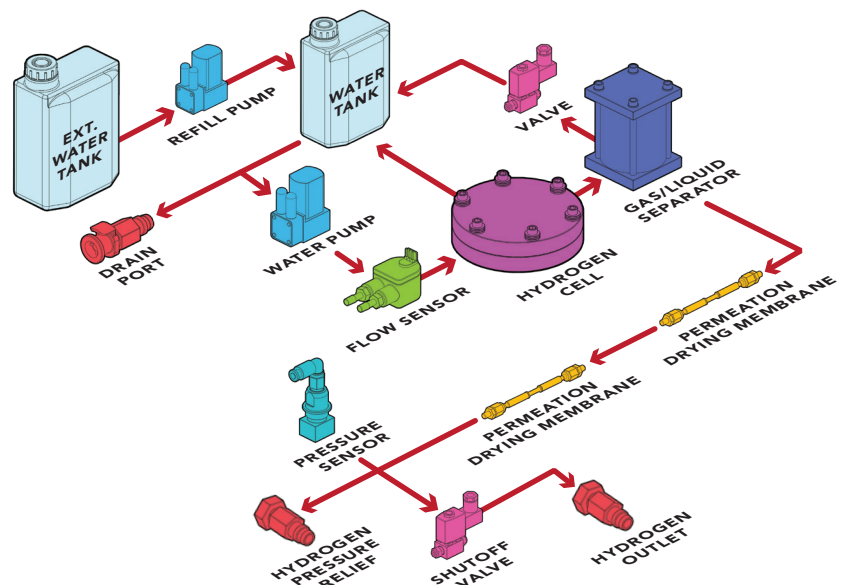 EXT.
WATER
TANK
REFILL PUMP
WATER
TANK
VALVE
GAS/LIQUID
SEPARATOR
DRAIN
PORT
WATER PUMP
FLOW SENSOR
HYDROGEN
CELL
PERMEATION
DRYING MEMBRANE
PERMEATION
DRYING MEMBRANE
PRESSURE
SENSOR
HYDROGEN
PRESSURE
RELIEF
SHUTOFF
VALVE
HYDROGEN
OUTLET